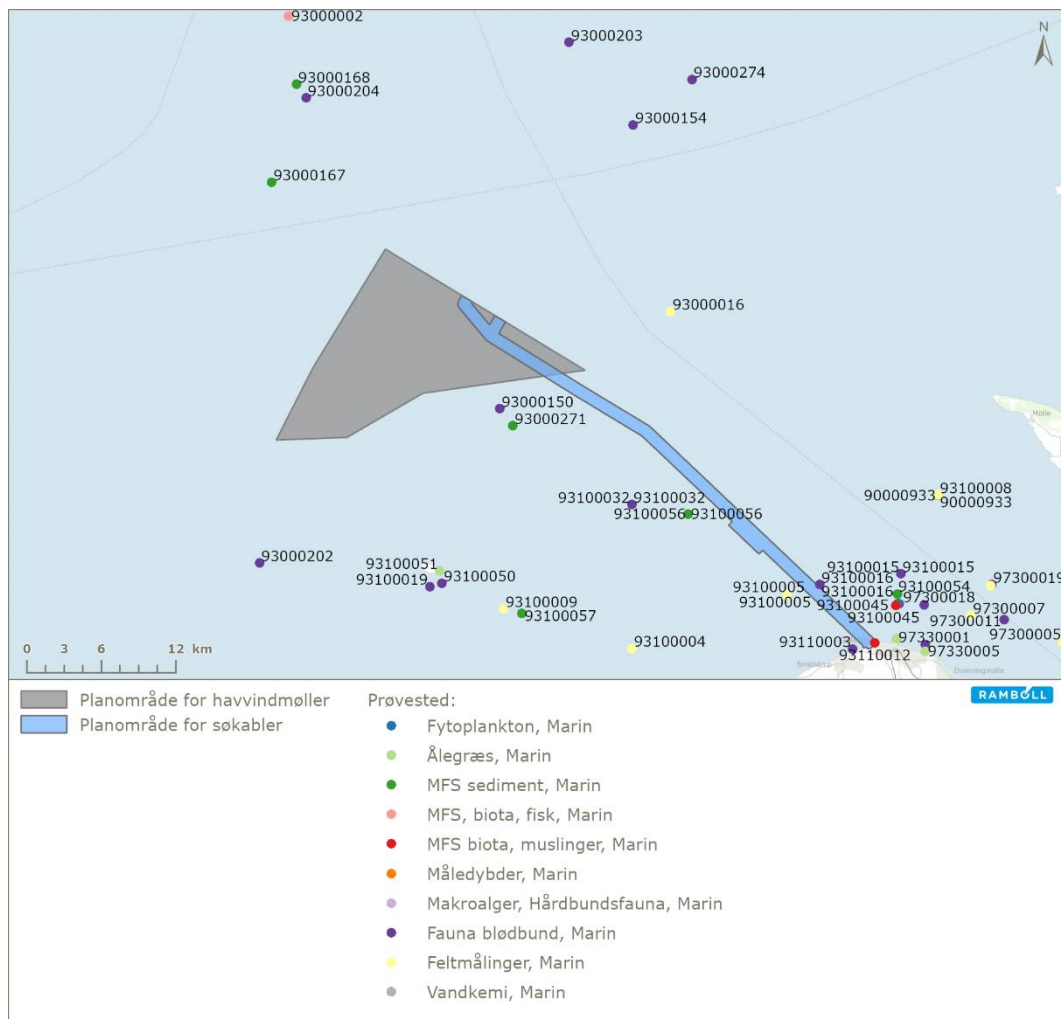 93000002
93000203
N
93000274
93000168
93000204
93000154
93000167
93000016
93000150
93000271
Mölle
93100032 93100032
93100056 93100056
93100008
90000933 90000933
93000202
93100051
93100019
93100050
93100009
93100057
93100004
93100005
93100005
93100015 93100015
93100016
93100016
93100054
97300018
93100045
93100045
97300019
97300007
97300011
97300005
93110003
93110012
97330001
97330005
Smidstrup
Dronningmølle
0 3 6 12 km
RAMBOLL
Planområde for havvindmøller
Planområde for søkabler
Prøvested:
Fytoplankton, Marin
Ålegræs, Marin
MFS sediment, Marin
MFS, biota, fisk, Marin
MFS biota, muslinger, Marin
Måledybder, Marin
Makroalger, Hårdbundsfauna, Marin
Fauna blødbund, Marin
Feltmålinger, Marin
Vandkemi, Marin